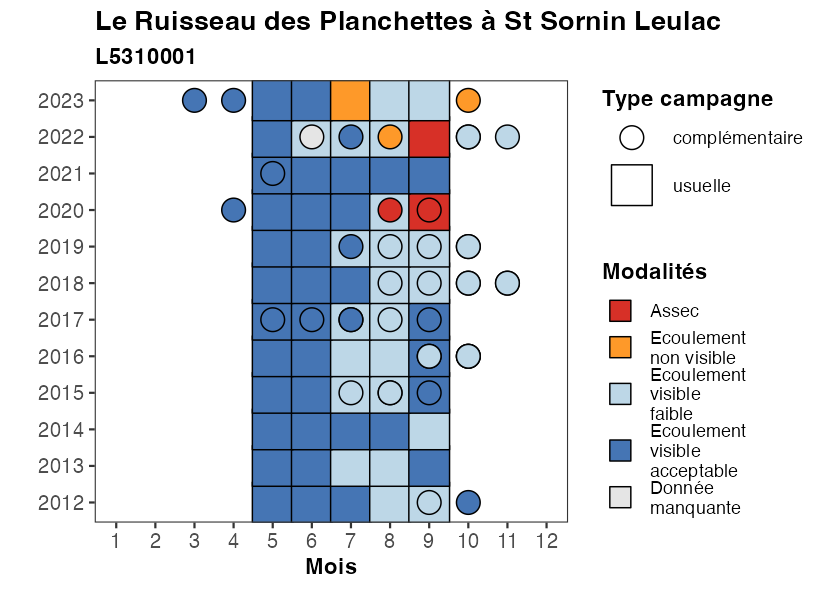 Le Ruisseau des Planchettes à St Sornin Leulac
L5310001
2023
2022
2021
2020
2019
2018
2017
2016
2015
2014
2013
2012
1 2 3 4 5 6 7 8 9 10 11 12
Mois
Type campagne
complémentaire
usuelle
Modalités
Assec
Ecoulement
non visible
Ecoulement
visible
faible
Ecoulement
visible
acceptable
Donnée
manquante